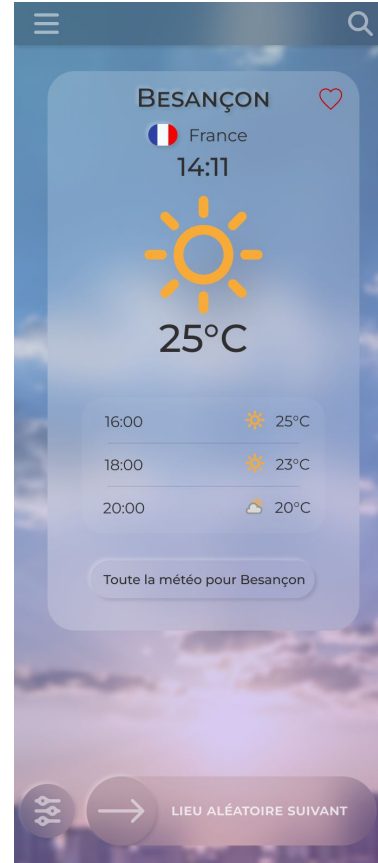 BESANÇON
France
14:11
25°C
16:00 25°C
18:00 23°C
20:00 20°C
Toute la météo pour Besançon
LIEU ALÉATOIRE SUIVANT